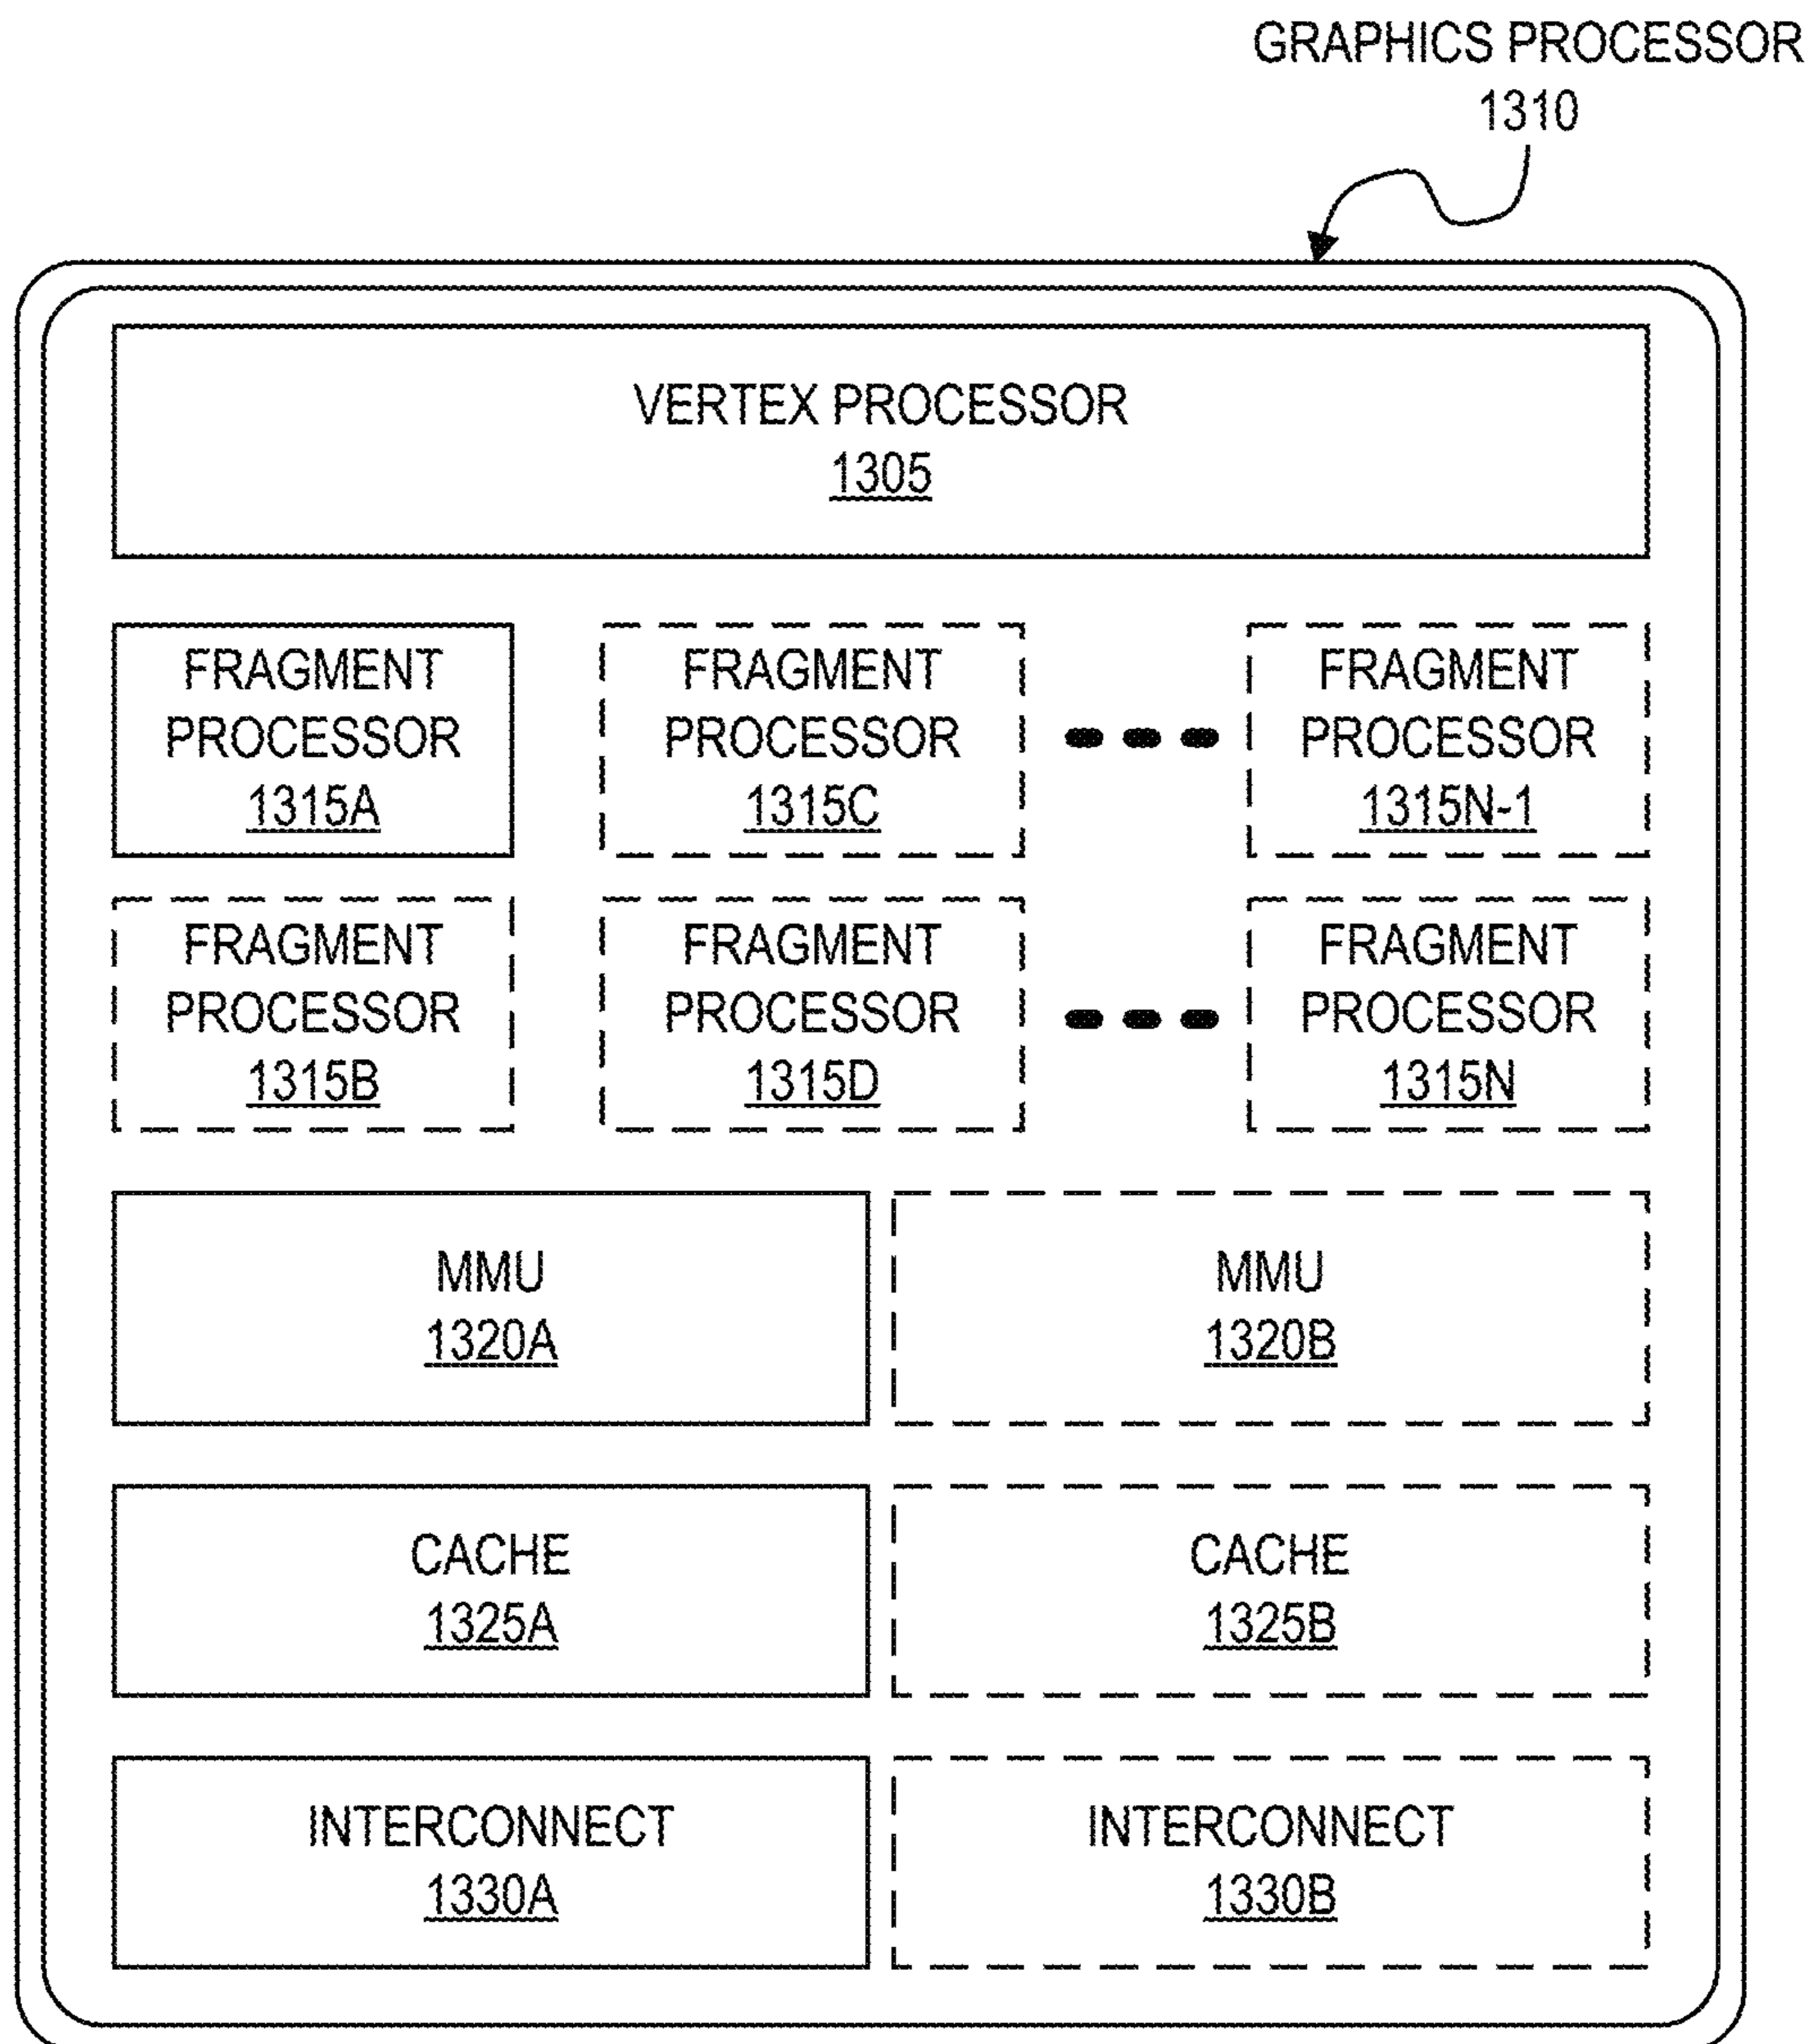 GRAPHICS PROCESSOR
1310
VERTEX PROCESSOR
1305
FRAGMENT
PROCESSOR
1315A
FRAGMENT
PROCESSOR
1315C
FRAGMENT
PROCESSOR
1315N-1
FRAGMENT
PROCESSOR
1315B
FRAGMENT
PROCESSOR
1315D
FRAGMENT
PROCESSOR
1315N
MMU
1320A
MMU
1320B
CACHE
1325A
CACHE
1325B
INTERCONNECT
1330A
INTERCONNECT
1330B